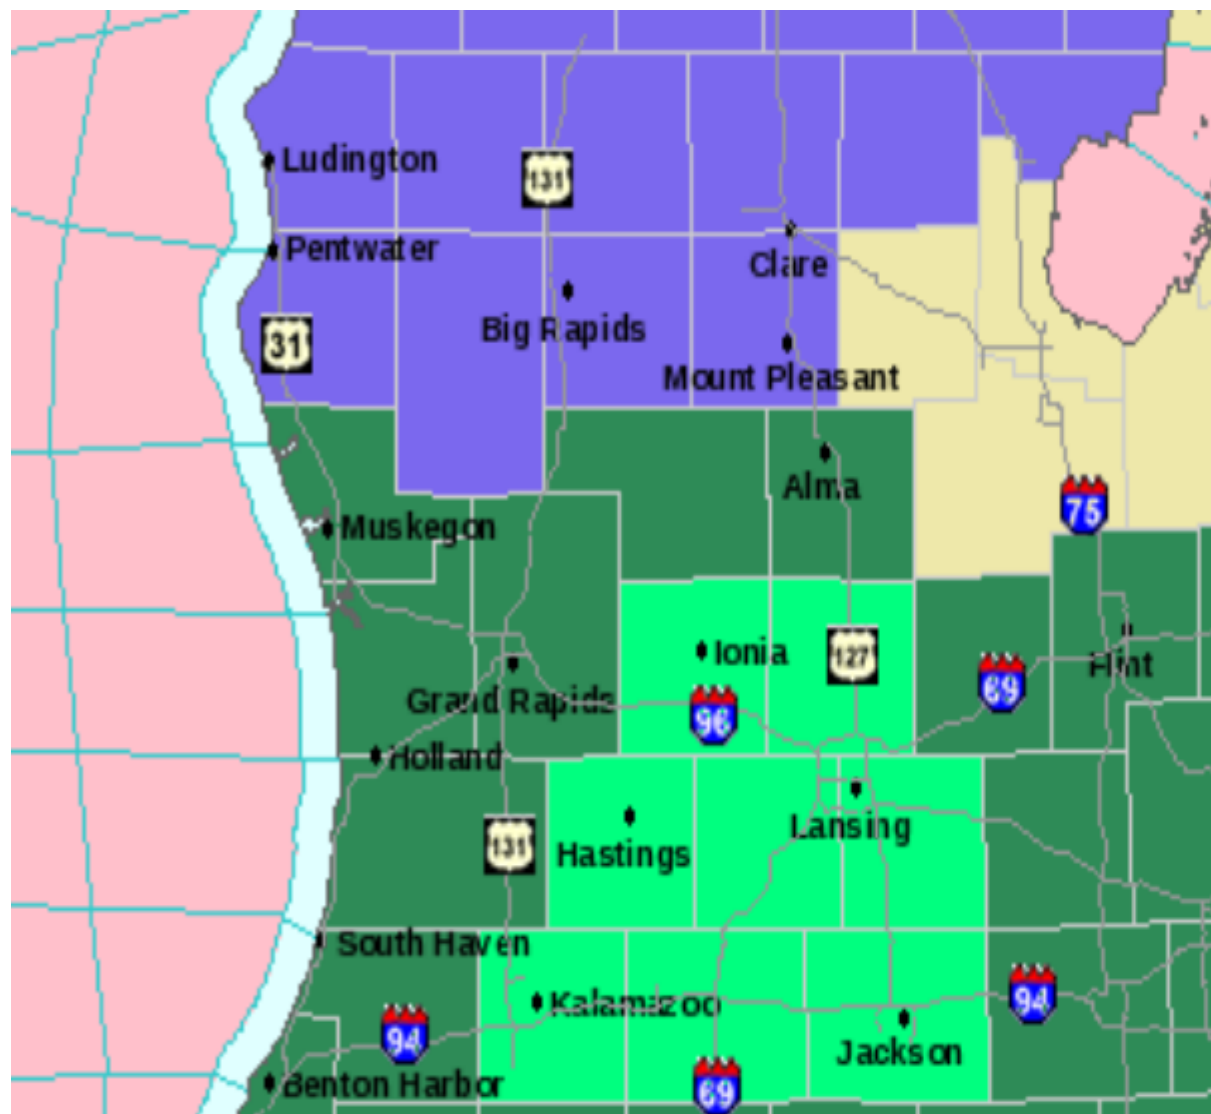 Ludington
131
Pentwater
Clare
Big Rapids
31
Mount Pleasant
Alma
75
Muskegon
Ionia
127
Flint
69
Grand Rapids
96
Holland
Lansing
131
Hastings
South Haven
94
Kalamazoo
94
Jackson
Benton Harbor
69